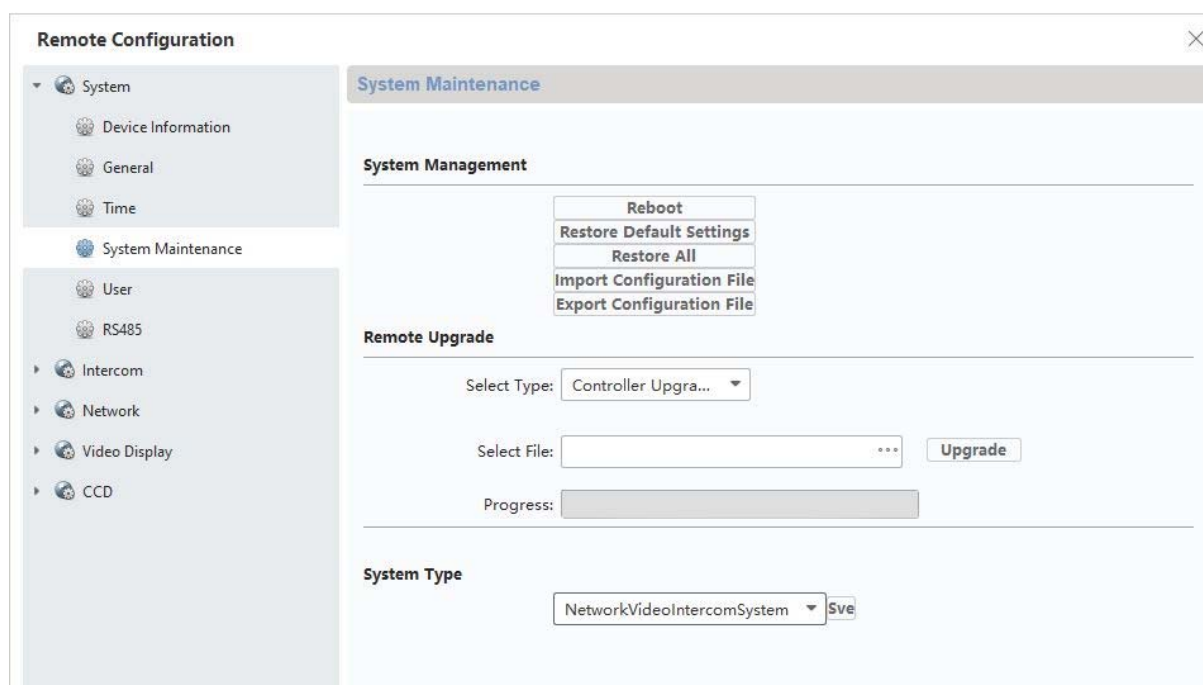 Remote Configuration
System
Device Information
General
Time
System Maintenance
User
RS485
Intercom
Network
Video Display
CCD
System Maintenance
System Management
Reboot
Restore Default Settings
Restore All
Import Configuration File
Export Configuration File
Remote Upgrade
Select Type: Controller Upgra...
Select File: Upgrade
Progress:
System Type
NetworkVideoIntercomSystem Sve